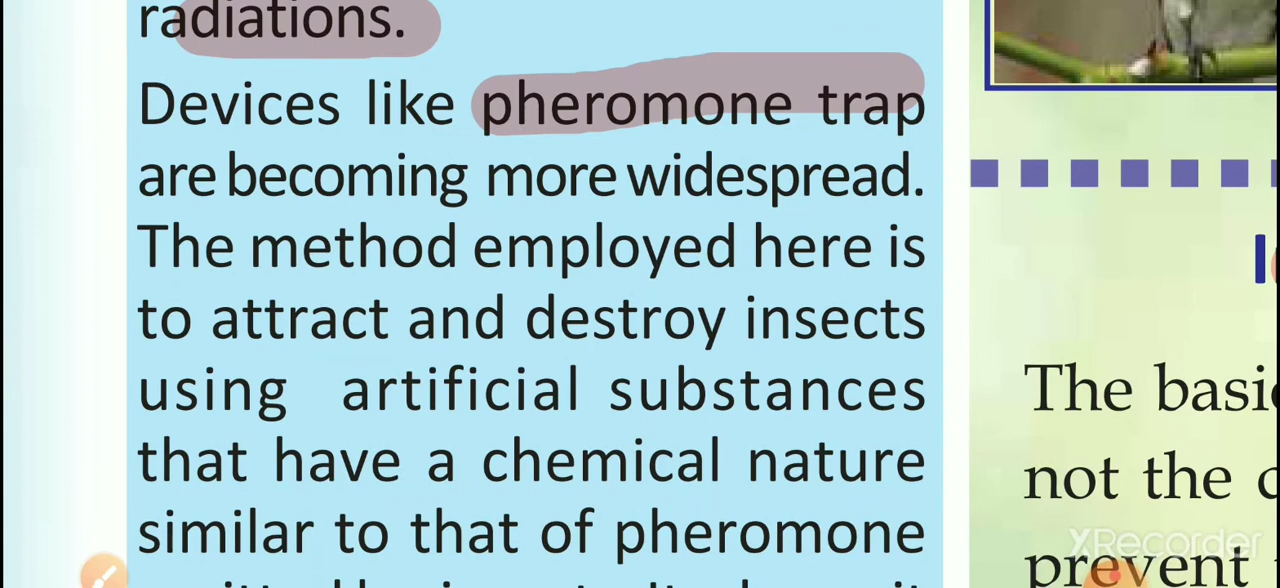 radiations.
Devices like pheromone trap
are becoming more widespread.
The method employed here is
to attract and destroy insects
using artificial substances
that have a chemical nature
similar to that of pheromone
The basic
not the
prevent
XRecorder